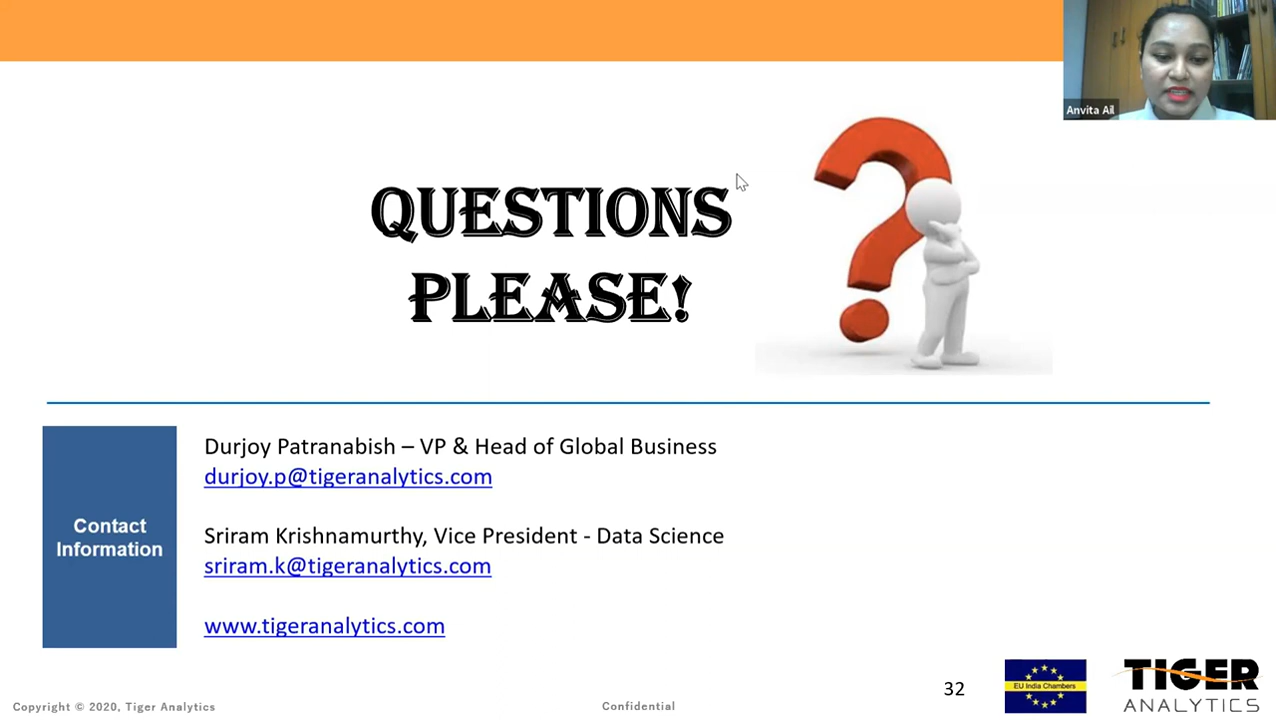 Anvita Ail
QUESTIONS
PLEASE!
Contact
Information
Durjoy Patranabish – VP & Head of Global Business
durjoy.p@tigeranalytics.com
Sriram Krishnamurthy, Vice President - Data Science
sriram.k@tigeranalytics.com
www.tigeranalytics.com
32
EU India Chambers
TIGER
ANALYTICS
Copyright © 2020, Tiger Analytics
Confidential